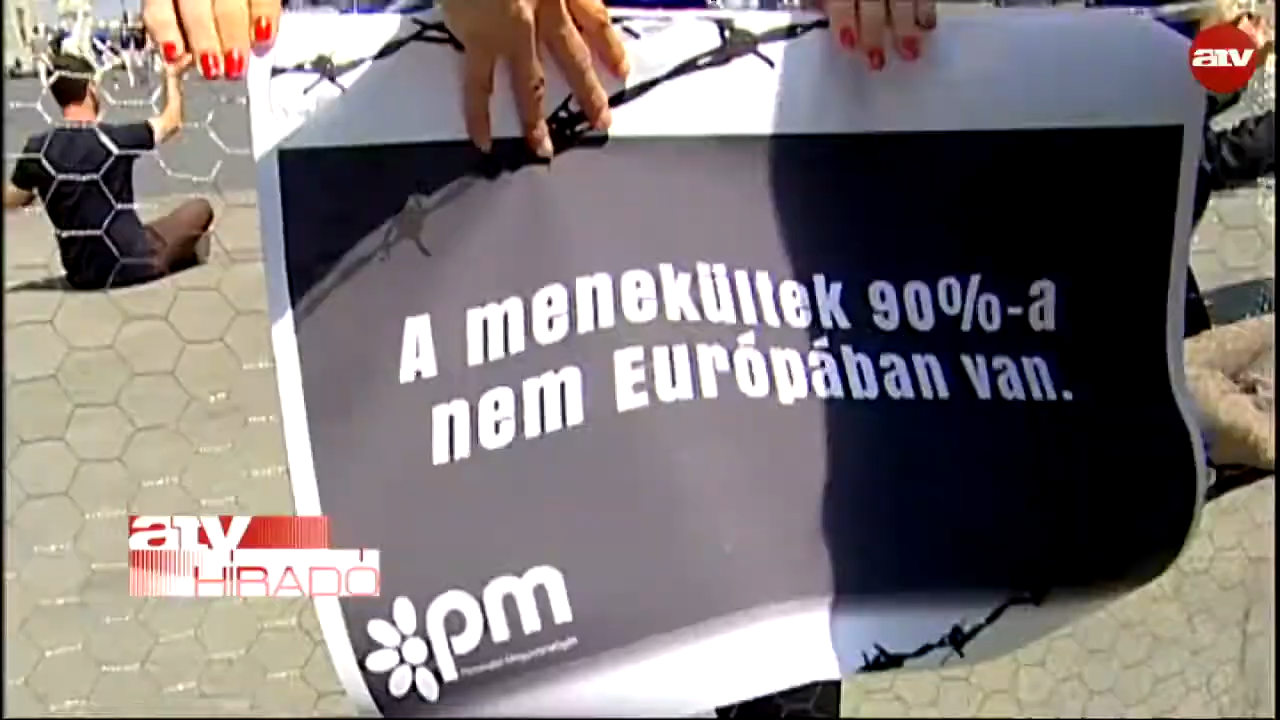 atv
A menekültek 90%-a
nem Európában van.
atv
HÍRADÓ
pm